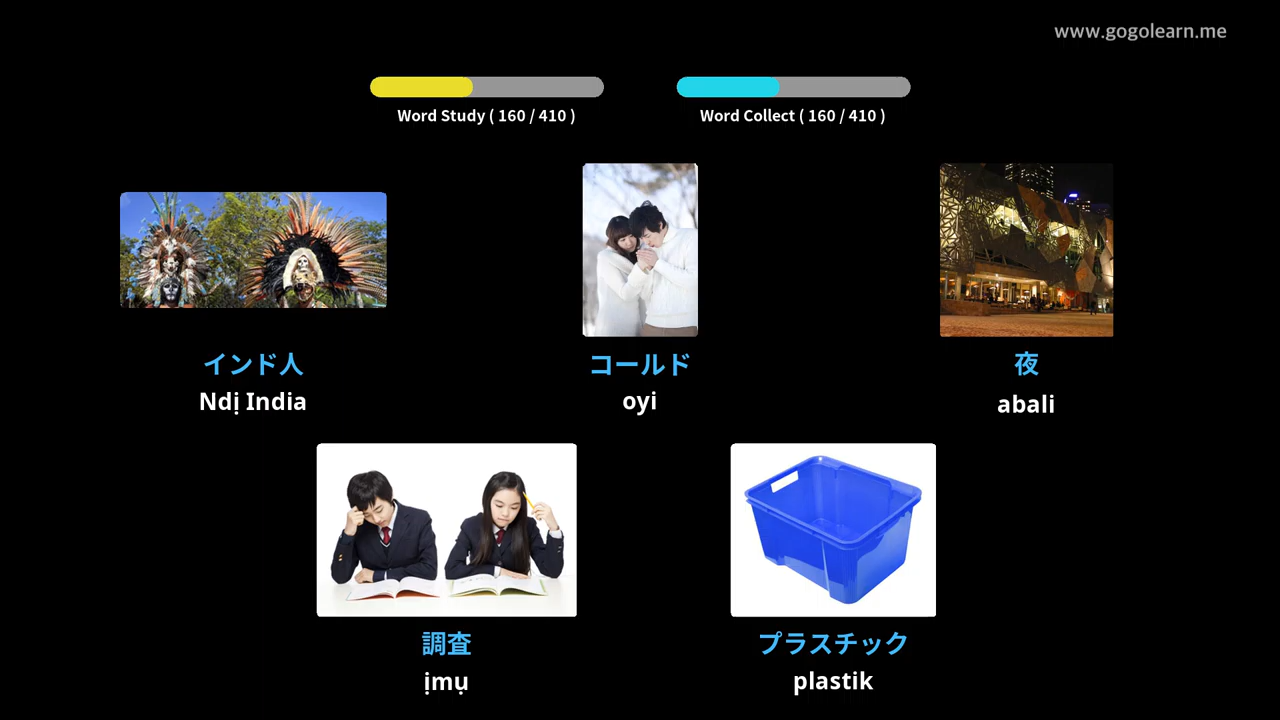 www.gogolearn.me
Word Study ( 160 / 410 )
Word Collect ( 160 / 410 )
インド人
Ndị India
コールド
oyi
夜
abali
調査
ịmụ
プラスチック
plastik